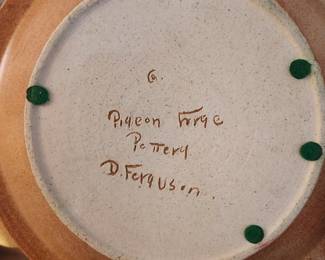 G.
Pigeon Forge
Pottery
D. Ferguson.